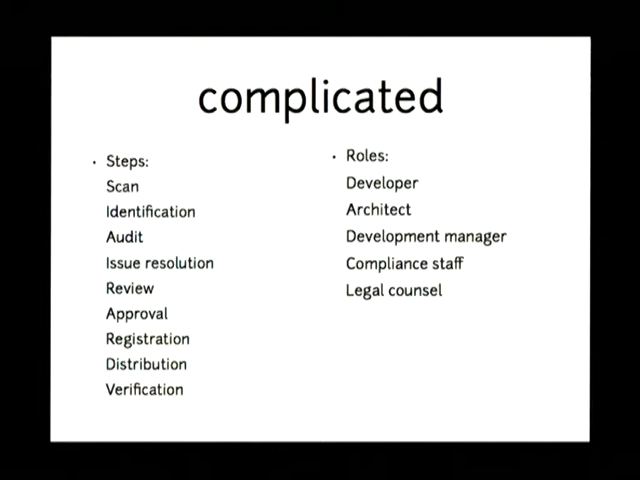 complicated
· Steps:
Scan
Identification
Audit
Issue resolution
Review
Approval
Registration
Distribution
Verification
· Roles:
Developer
Architect
Development manager
Compliance staff
Legal counsel